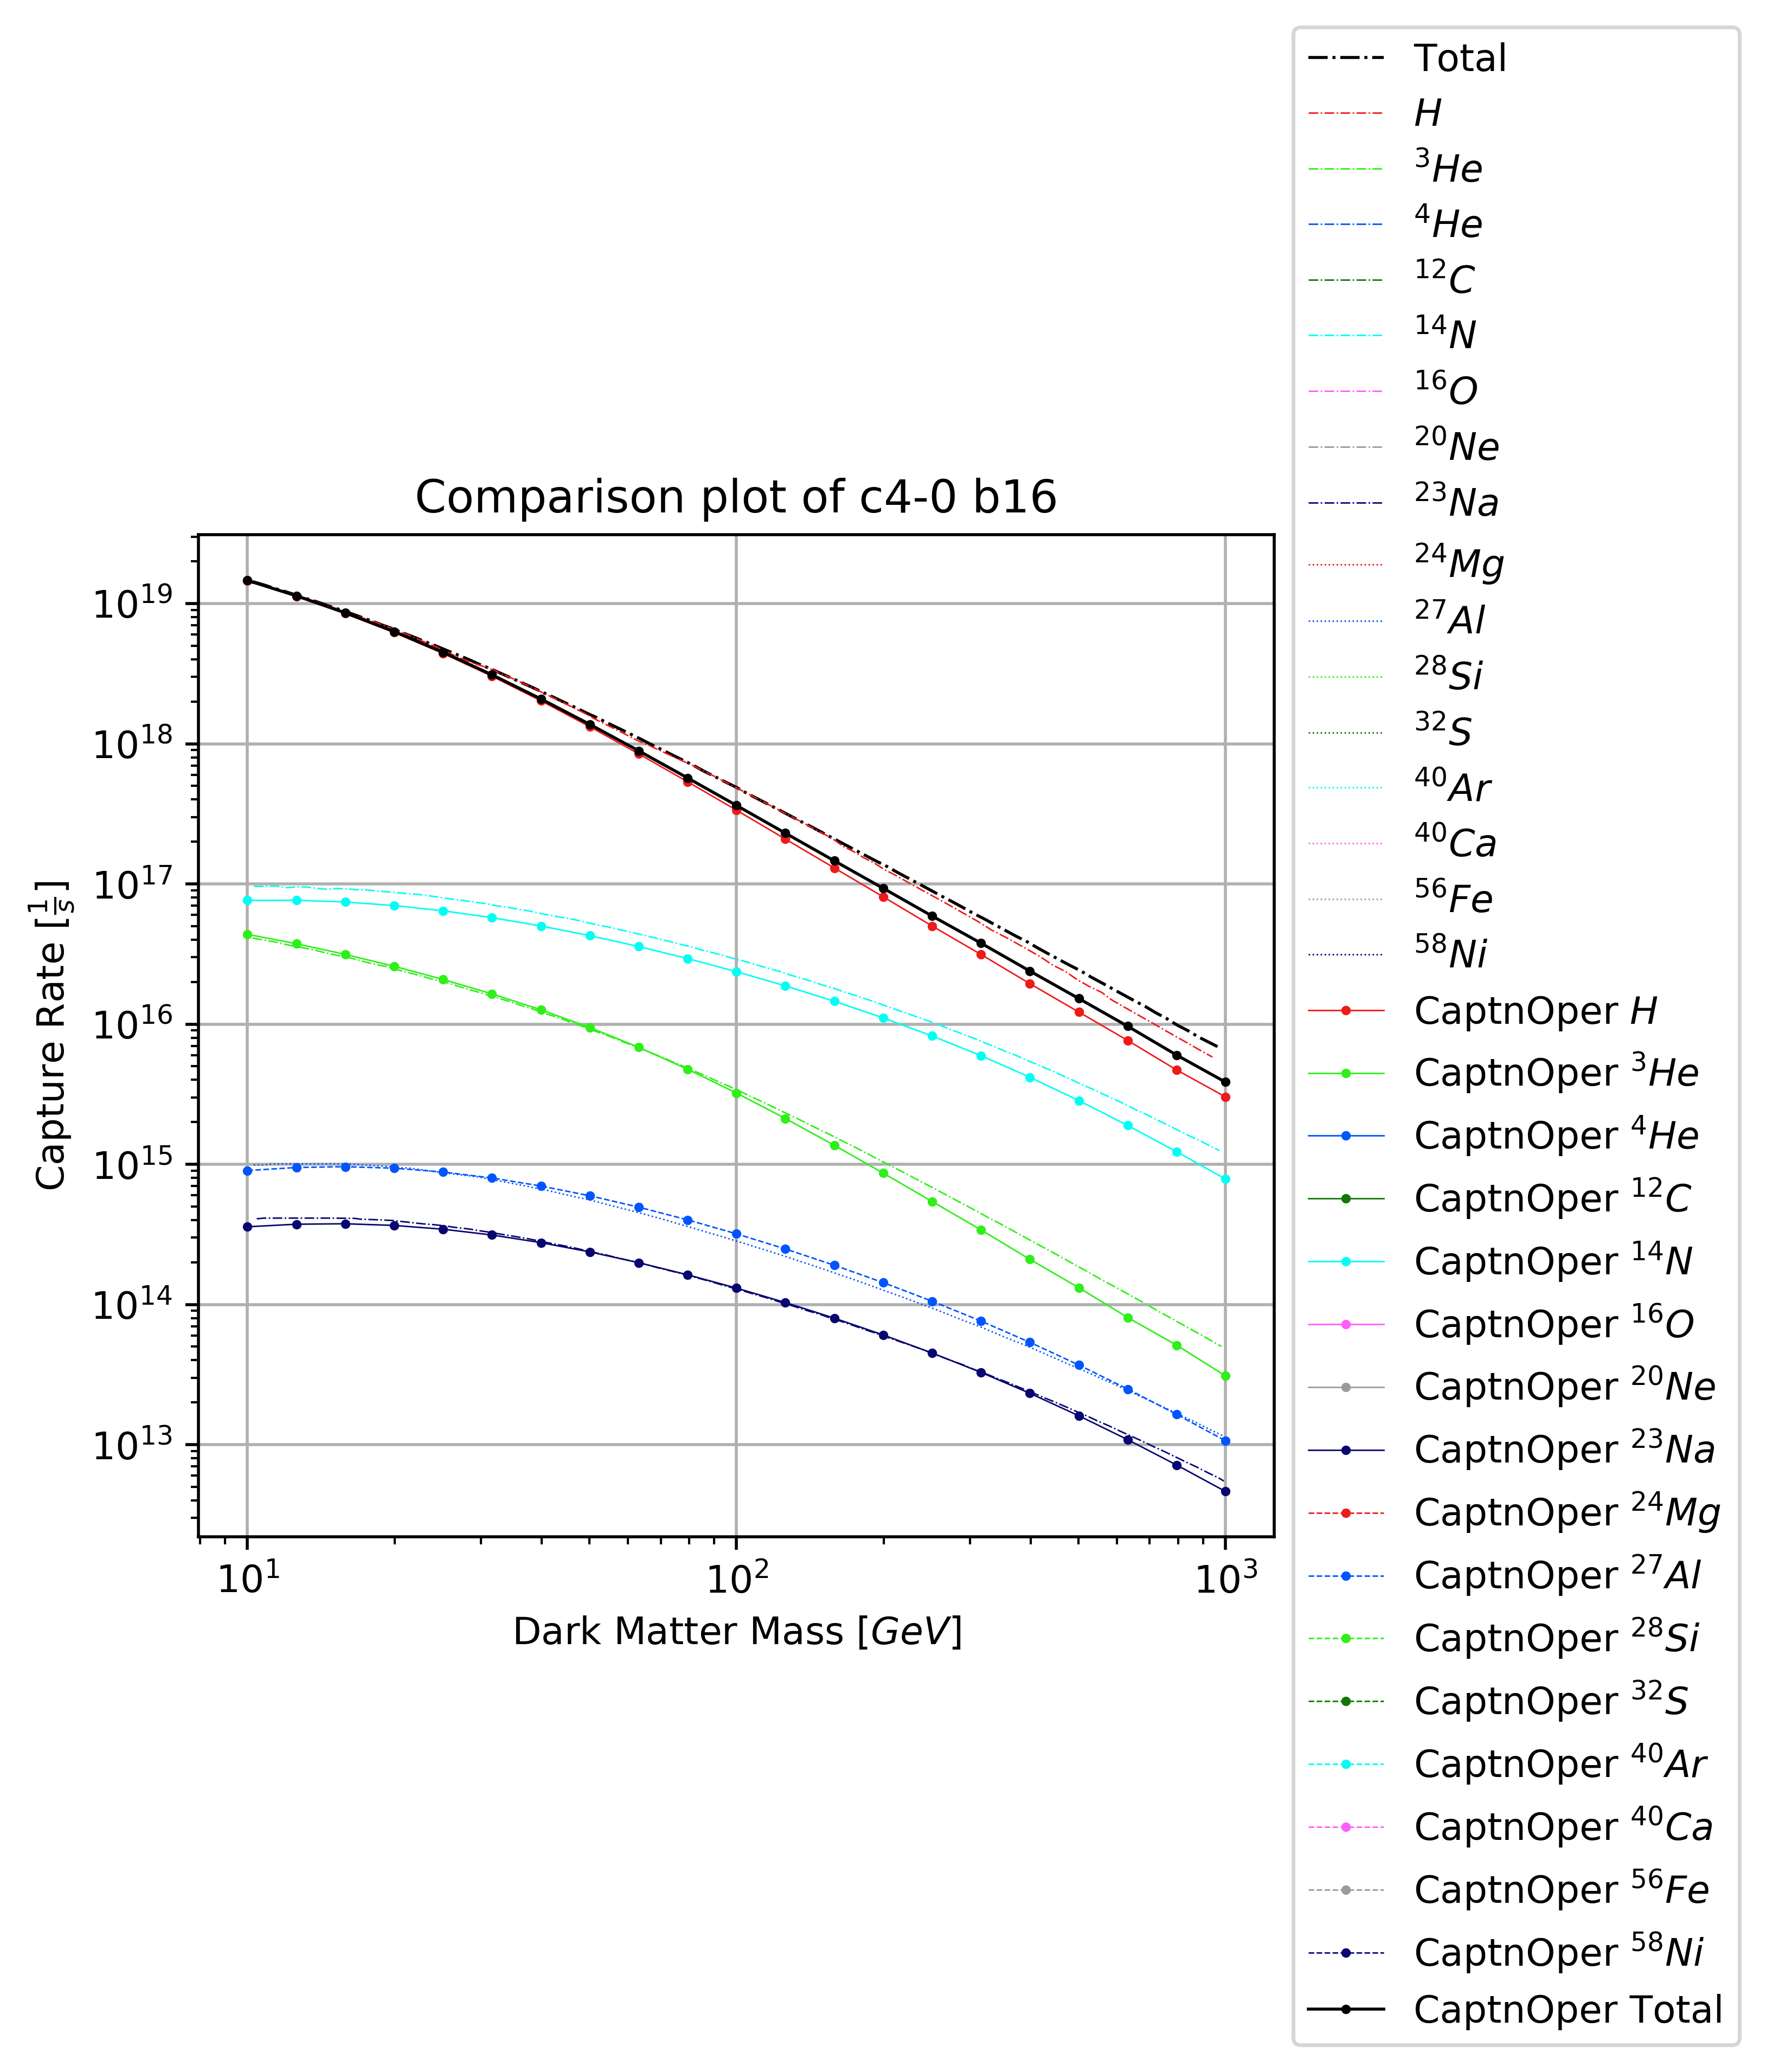 Comparison plot of c4-0 b16
Capture Rate [1/s]
10^19
10^18
10^17
10^16
10^15
10^14
10^13
10^1 10^2 10^3
Dark Matter Mass [GeV]
Total
H
^3He
^4He
^12C
^14N
^16O
^20Ne
^23Na
^24Mg
^27Al
^28Si
^32S
^40Ar
^40Ca
^56Fe
^58Ni
CaptnOper H
CaptnOper ^3He
CaptnOper ^4He
CaptnOper ^12C
CaptnOper ^14N
CaptnOper ^16O
CaptnOper ^20Ne
CaptnOper ^23Na
CaptnOper ^24Mg
CaptnOper ^27Al
CaptnOper ^28Si
CaptnOper ^32S
CaptnOper ^40Ar
CaptnOper ^40Ca
CaptnOper ^56Fe
CaptnOper ^58Ni
CaptnOper Total